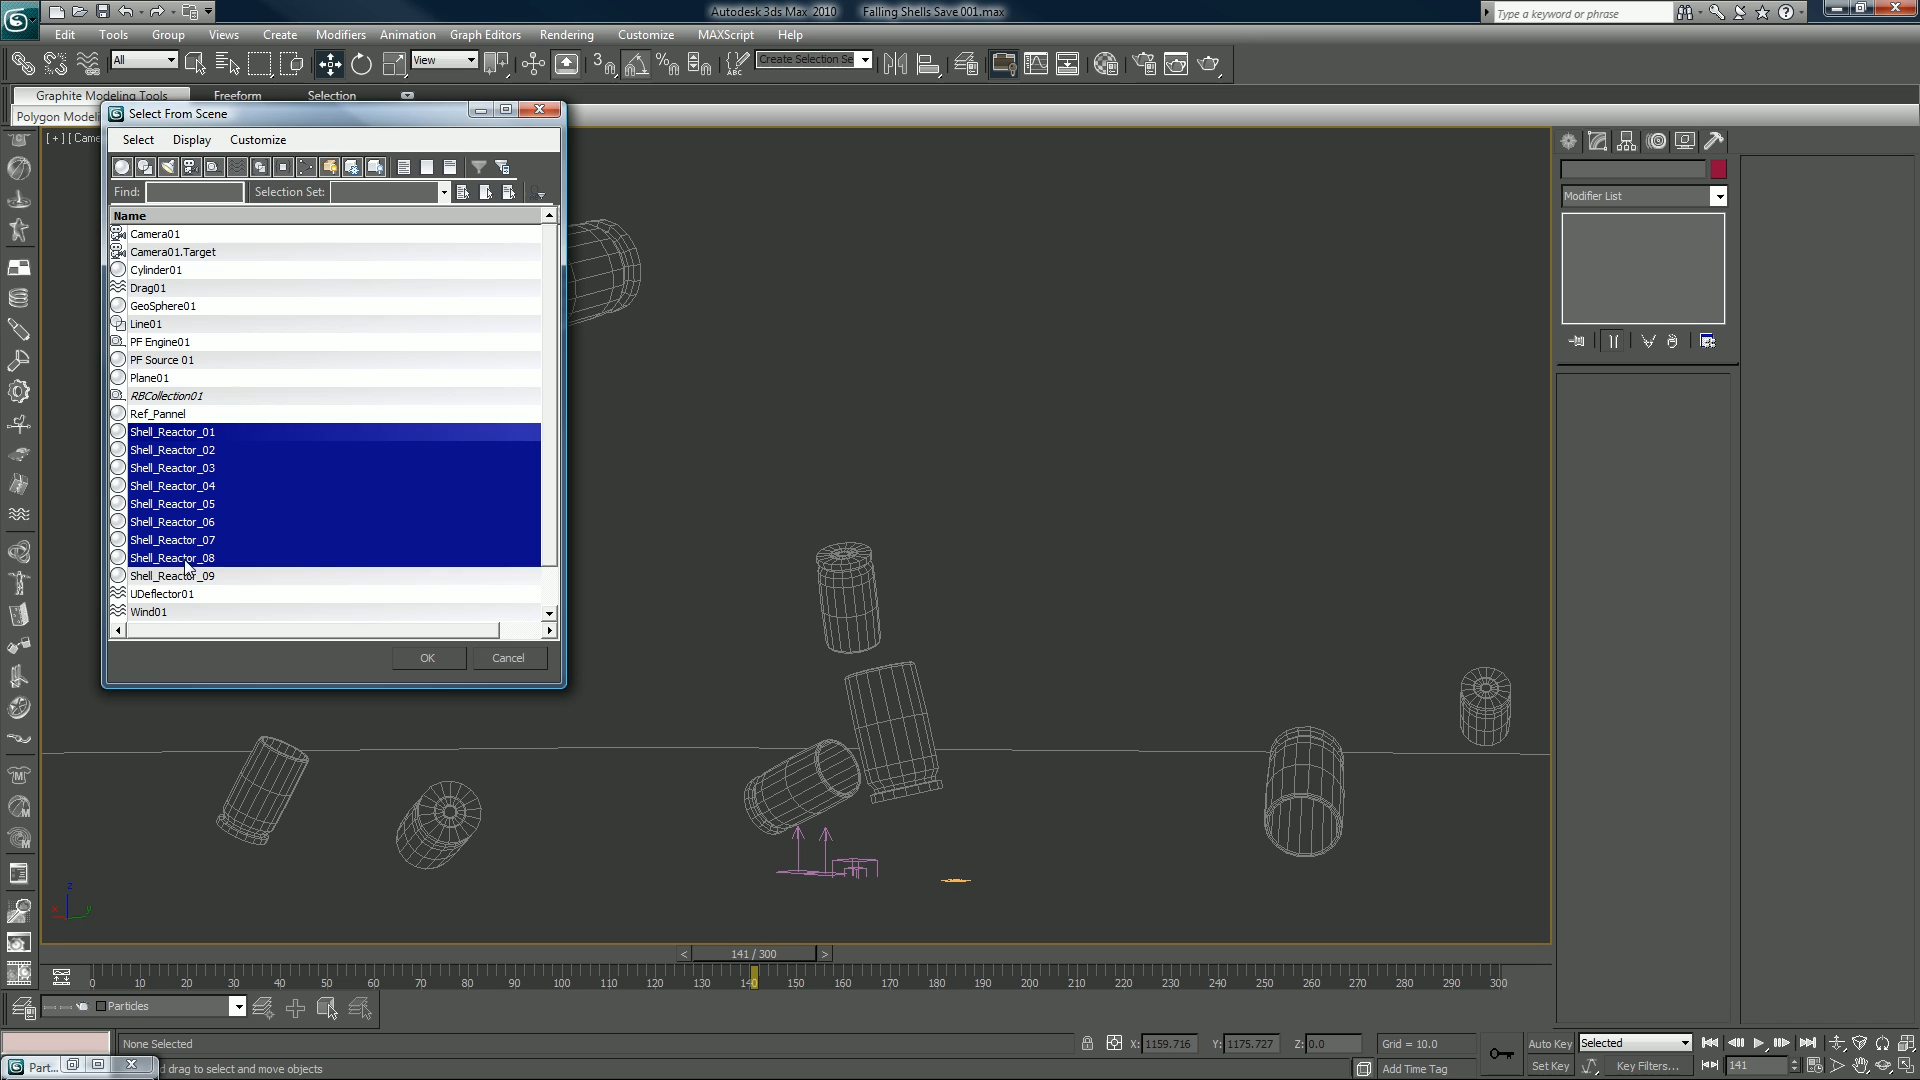 Autodesk 3ds Max 2010 Falling Shells Save 001.max
Type a keyword or phrase
Edit Tools Group Views Create Modifiers Animation Graph Editors Rendering Customize MAXScript Help
All View Create Selection Se
Graphite Modeling Tools Freeform Selection
Polygon Model
[ + ] [ Came
Select From Scene
Select Display Customize
Find: Selection Set:
Name
Camera01
Camera01.Target
Cylinder01
Drag01
GeoSphere01
Line01
PF Engine01
PF Source 01
Plane01
RBCollection01
Ref_Pannel
Shell_Reactor_01
Shell_Reactor_02
Shell_Reactor_03
Shell_Reactor_04
Shell_Reactor_05
Shell_Reactor_06
Shell_Reactor_07
Shell_Reactor_08
Shell_Reactor_09
UDeflector01
Wind01
OK Cancel
Modifier List
z
x y
< 141 / 300 >
0 10 20 30 40 50 60 70 80 90 100 110 120 130 140 150 160 170 180 190 200 210 220 230 240 250 260 270 280 290 300
Particles
None Selected X: 1159.716 Y: 1175.727 Z: 0.0 Grid = 10.0 Auto Key Selected
Part... drag to select and move objects Add Time Tag Set Key Key Filters... 141